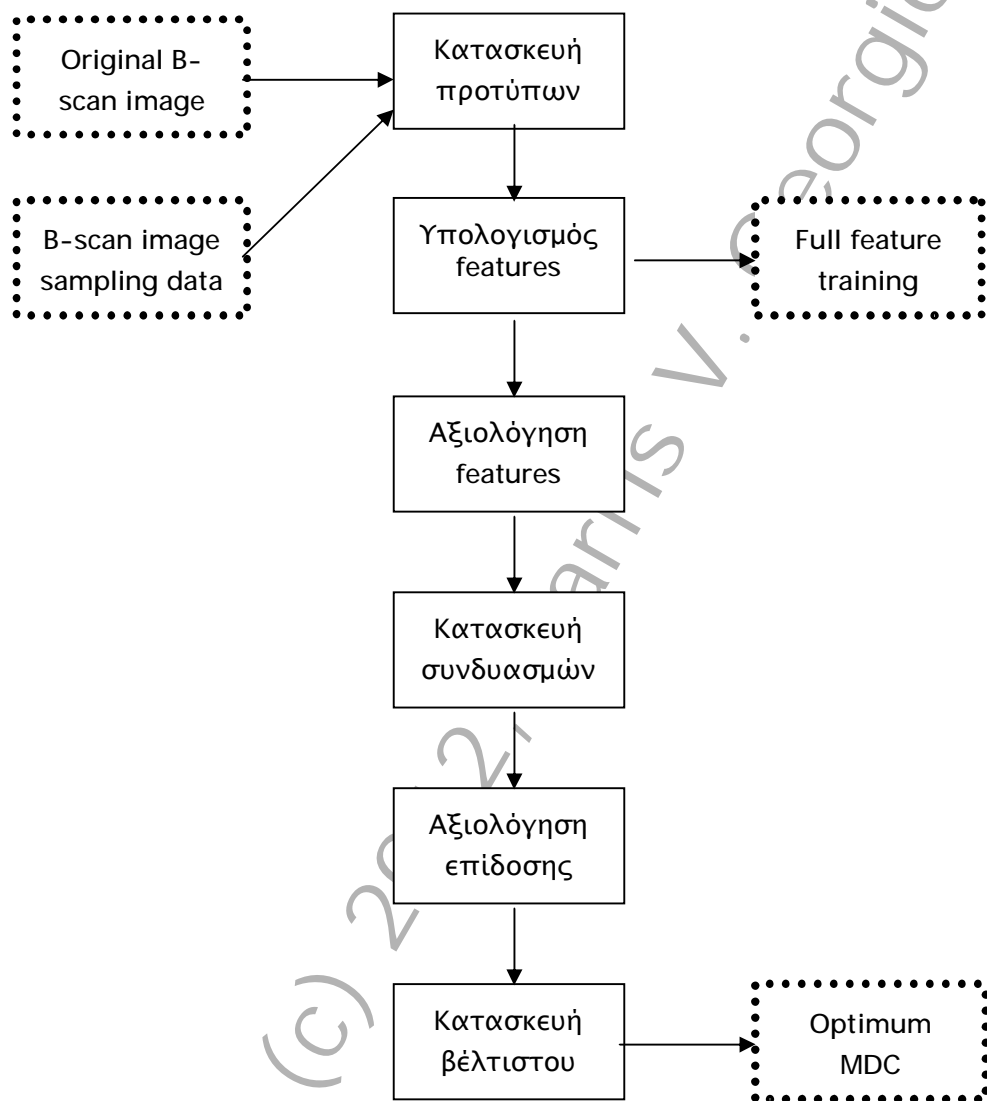 Original B-
scan image
Κατασκευή
προτύπων
B-scan image
sampling data
Υπολογισμός
features
Full feature
training
Αξιολόγηση
features
Κατασκευή
συνδυασμών
Αξιολόγηση
επίδοσης
Κατασκευή
βέλτιστου
Optimum
MDC
(c)
V.